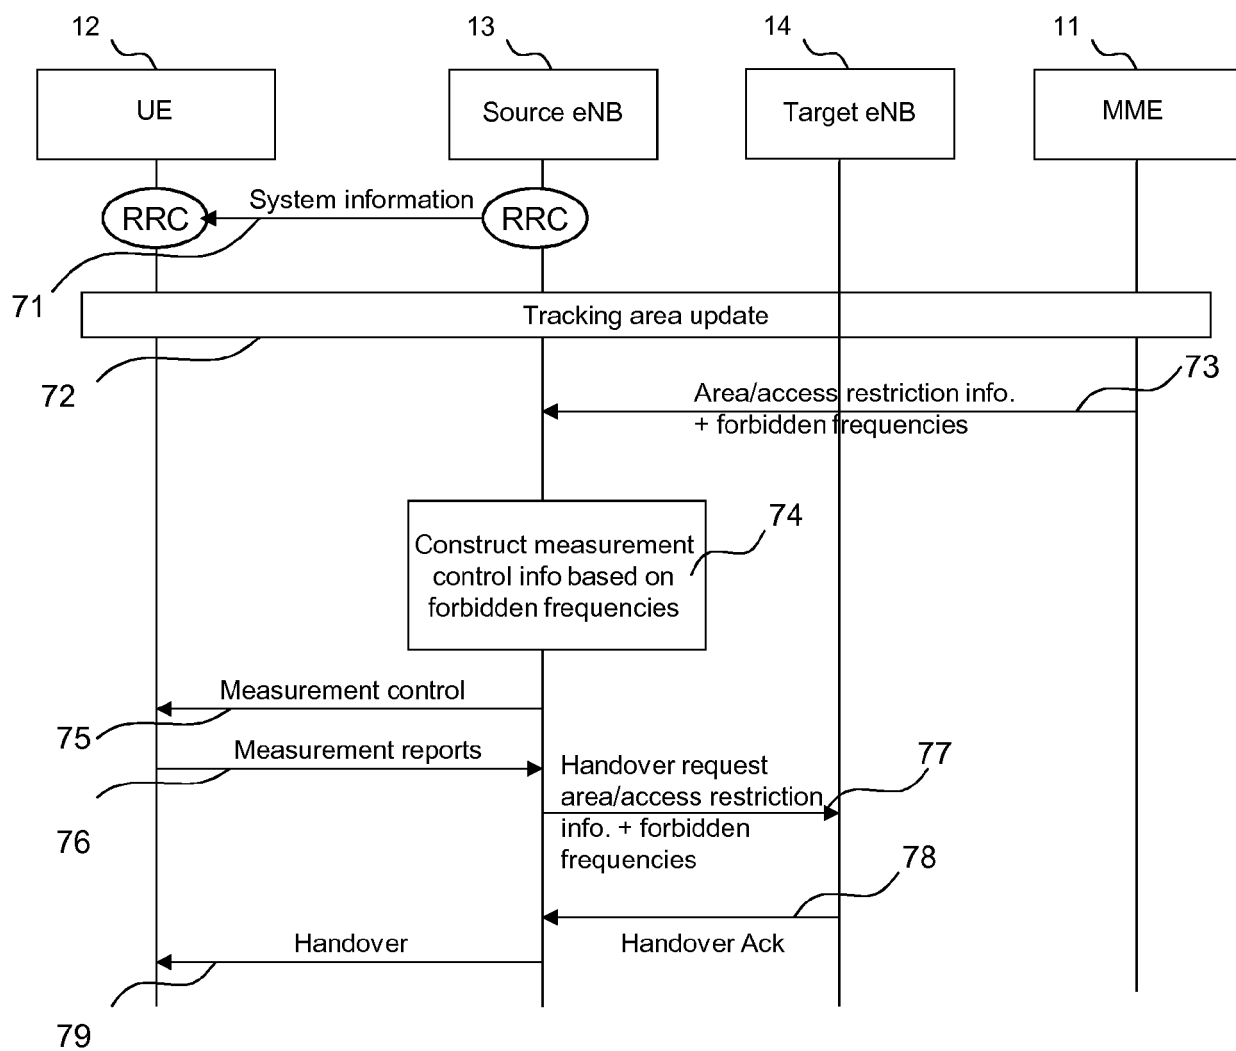 12
13
14
11
UE
Source eNB
Target eNB
MME
System information
RRC
RRC
71
Tracking area update
72
73
Area/access restriction info.
+ forbidden frequencies
74
Construct measurement
control info based on
forbidden frequencies
Measurement control
75
Measurement reports
76
77
Handover request
area/access restriction
info. + forbidden
frequencies
78
Handover Ack
Handover
79